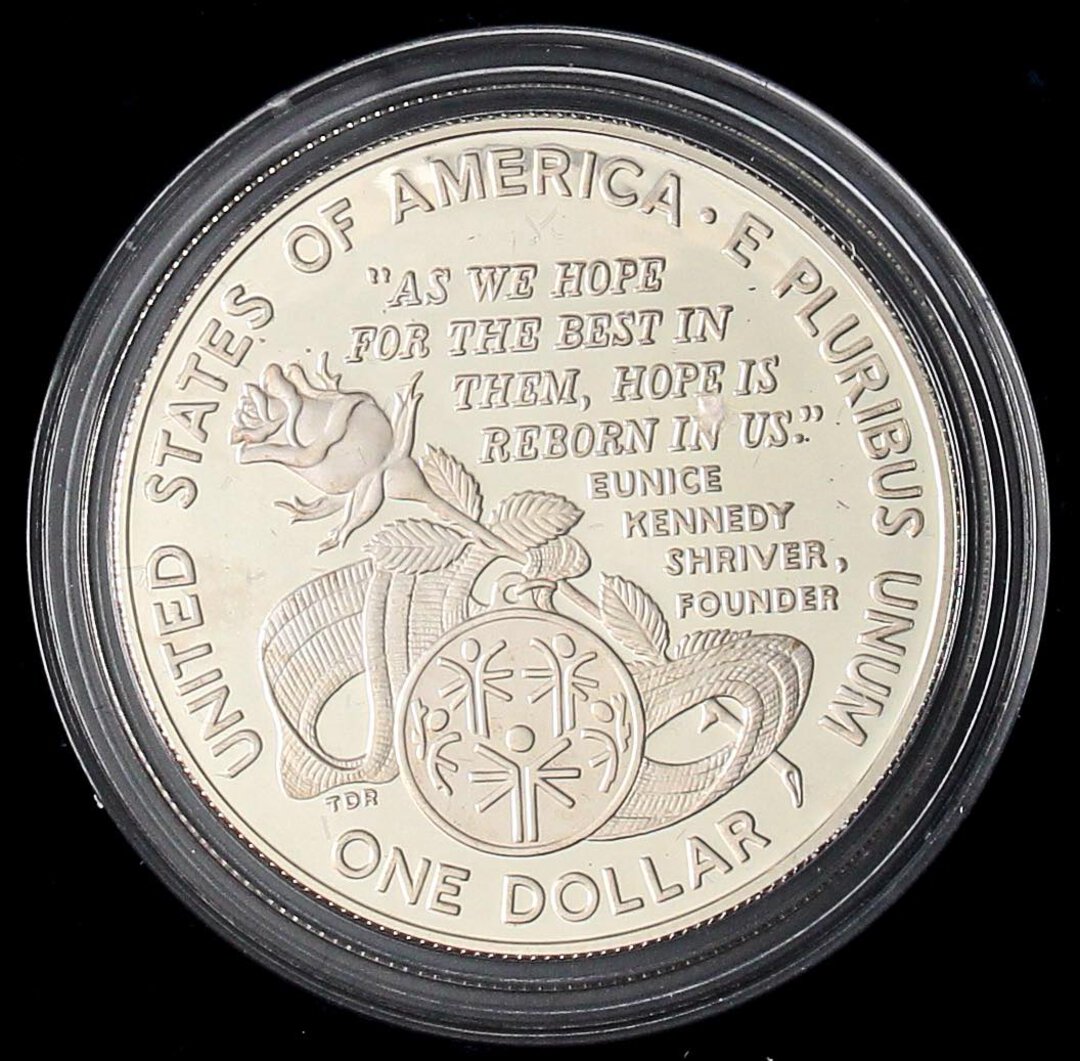 UNITED STATES OF AMERICA · E PLURIBUS UNUM
"AS WE HOPE
FOR THE BEST IN
THEM, HOPE IS
REBORN IN US."
EUNICE
KENNEDY
SHRIVER,
FOUNDER
TDR
ONE DOLLAR